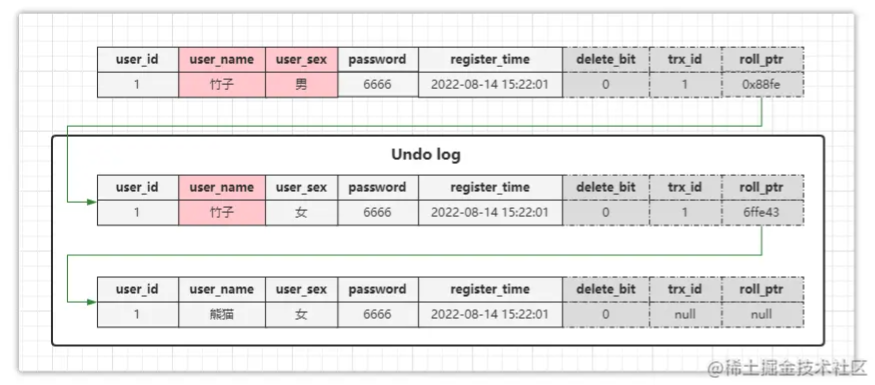 user_id user_name user_sex password register_time delete_bit trx_id roll_ptr
1 竹子 男 6666 2022-08-14 15:22:01 0 1 0x88fe
Undo log
user_id user_name user_sex password register_time delete_bit trx_id roll_ptr
1 竹子 女 6666 2022-08-14 15:22:01 0 1 6ffe43
user_id user_name user_sex password register_time delete_bit trx_id roll_ptr
1 熊猫 女 6666 2022-08-14 15:22:01 0 null null
@稀土掘金技术社区